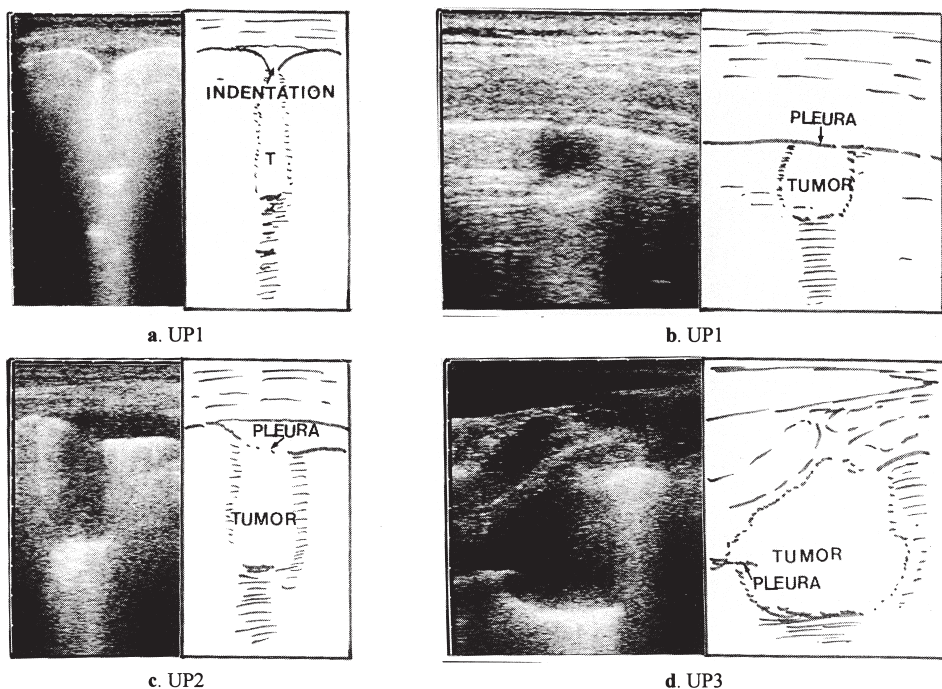 INDENTATION
T
PLEURA
TUMOR
a. UP1
b. UP1
PLEURA
TUMOR
TUMOR
PLEURA
c. UP2
d. UP3